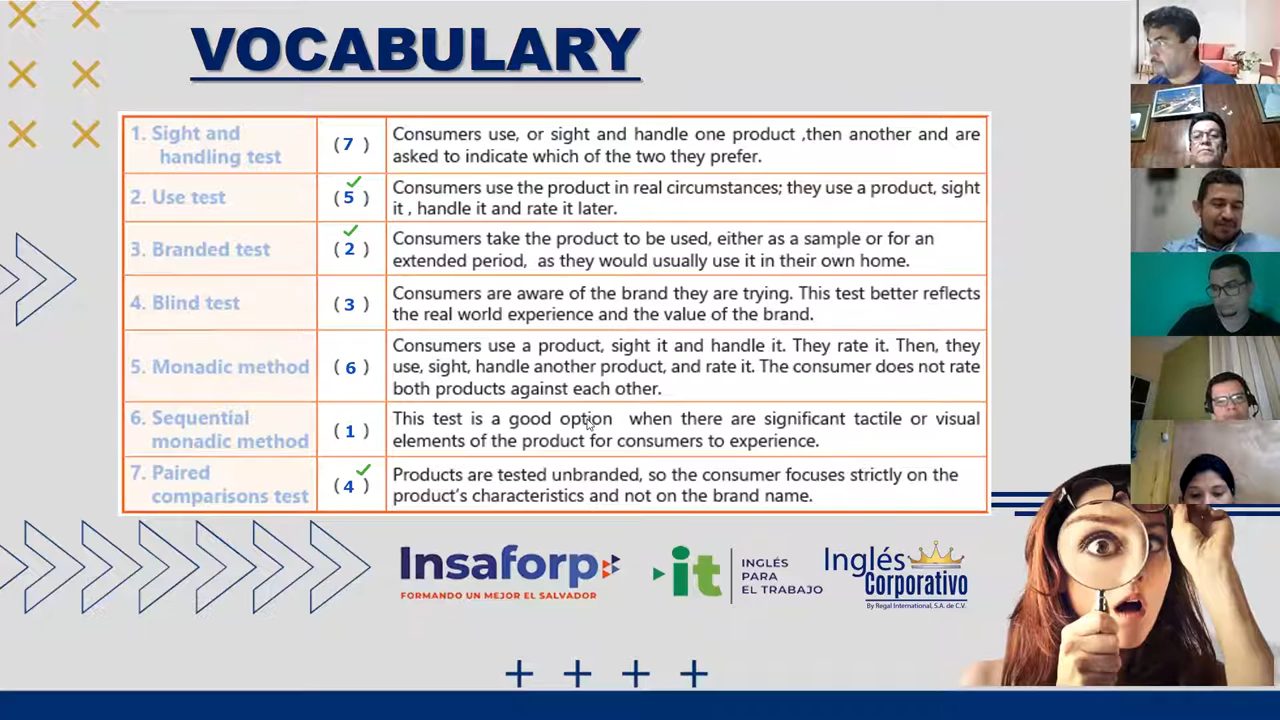 VOCABULARY
1. Sight and
handling test
( 7 )
Consumers use, or sight and handle one product ,then another and are
asked to indicate which of the two they prefer.
2. Use test
( 5 )
Consumers use the product in real circumstances; they use a product, sight
it , handle it and rate it later.
3. Branded test
( 2 )
Consumers take the product to be used, either as a sample or for an
extended period, as they would usually use it in their own home.
4. Blind test
( 3 )
Consumers are aware of the brand they are trying. This test better reflects
the real world experience and the value of the brand.
5. Monadic method
( 6 )
Consumers use a product, sight it and handle it. They rate it. Then, they
use, sight, handle another product, and rate it. The consumer does not rate
both products against each other.
6. Sequential
monadic method
( 1 )
This test is a good option when there are significant tactile or visual
elements of the product for consumers to experience.
7. Paired
comparisons test
( 4 )
Products are tested unbranded, so the consumer focuses strictly on the
product's characteristics and not on the brand name.
Insaforp
FORMANDO UN MEJOR EL SALVADOR
it
INGLÉS
PARA
EL TRABAJO
Inglés
Corporativo
By Regal International, S.A. de C.V.